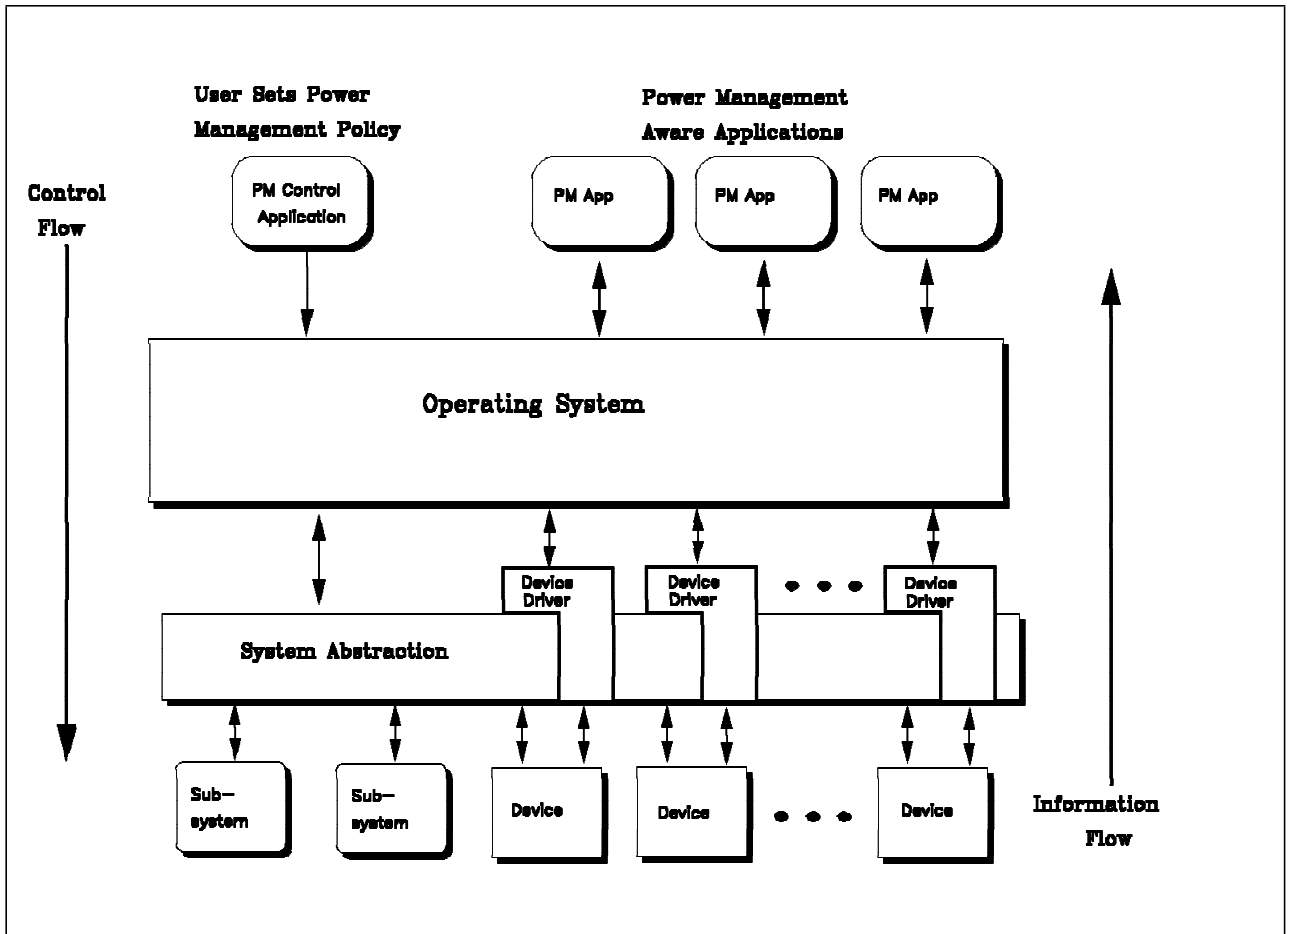 User Sets Power
Management Policy
Power Management
Aware Applications
Control
Flow
PM Control
Application
PM App
PM App
PM App
Operating System
Device
Driver
Device
Driver
Device
Driver
System Abstraction
Sub-
system
Sub-
system
Device
Device
Device
Information
Flow